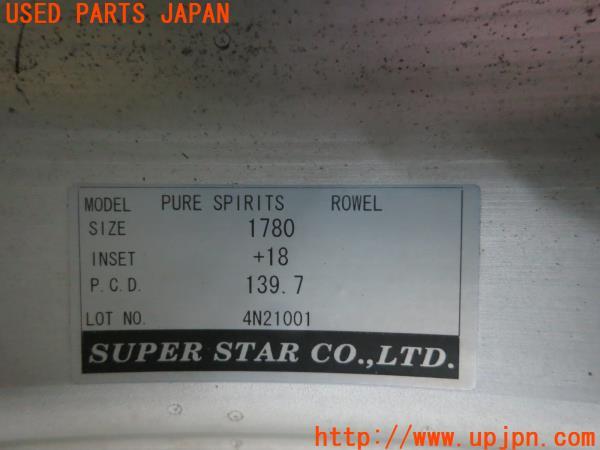 USED PARTS JAPAN
MODEL PURE SPIRITS ROWEL
SIZE 1780
INSET +18
P.C.D. 139.7
LOT NO. 4N21001
SUPER STAR CO.,LTD.
http://www.upjpn.com